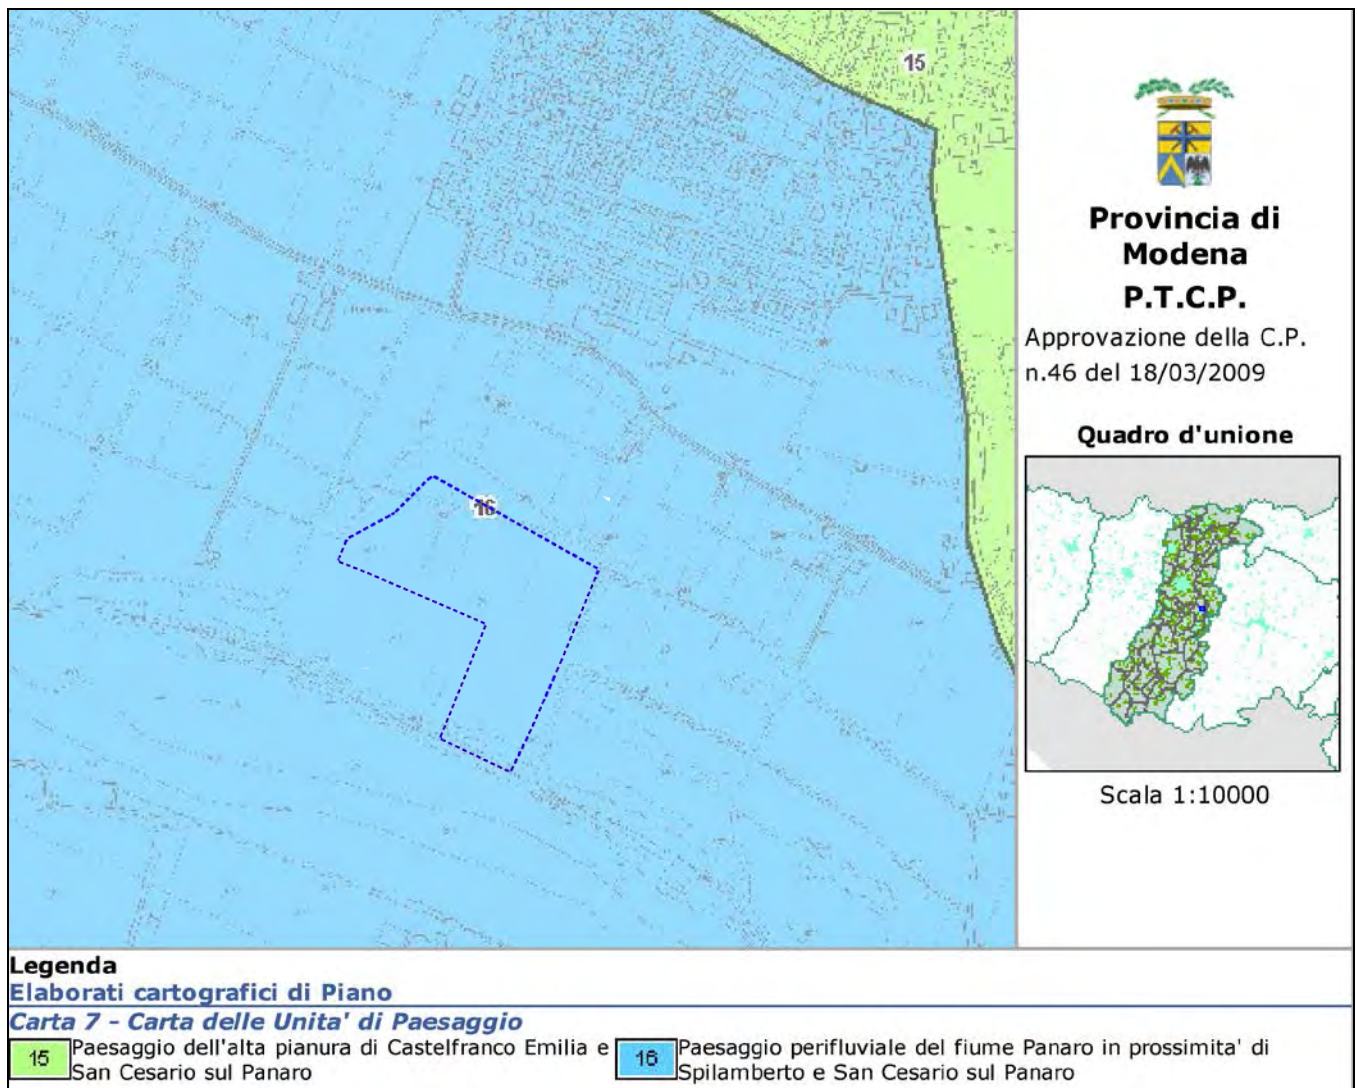 15
16
Provincia di
Modena
P.T.C.P.
Approvazione della C.P.
n.46 del 18/03/2009
Quadro d'unione
Scala 1:10000
Legenda
Elaborati cartografici di Piano
Carta 7 - Carta delle Unita' di Paesaggio
15 Paesaggio dell'alta pianura di Castelfranco Emilia e
San Cesario sul Panaro
16 Paesaggio perifluviale del fiume Panaro in prossimita' di
Spilamberto e San Cesario sul Panaro